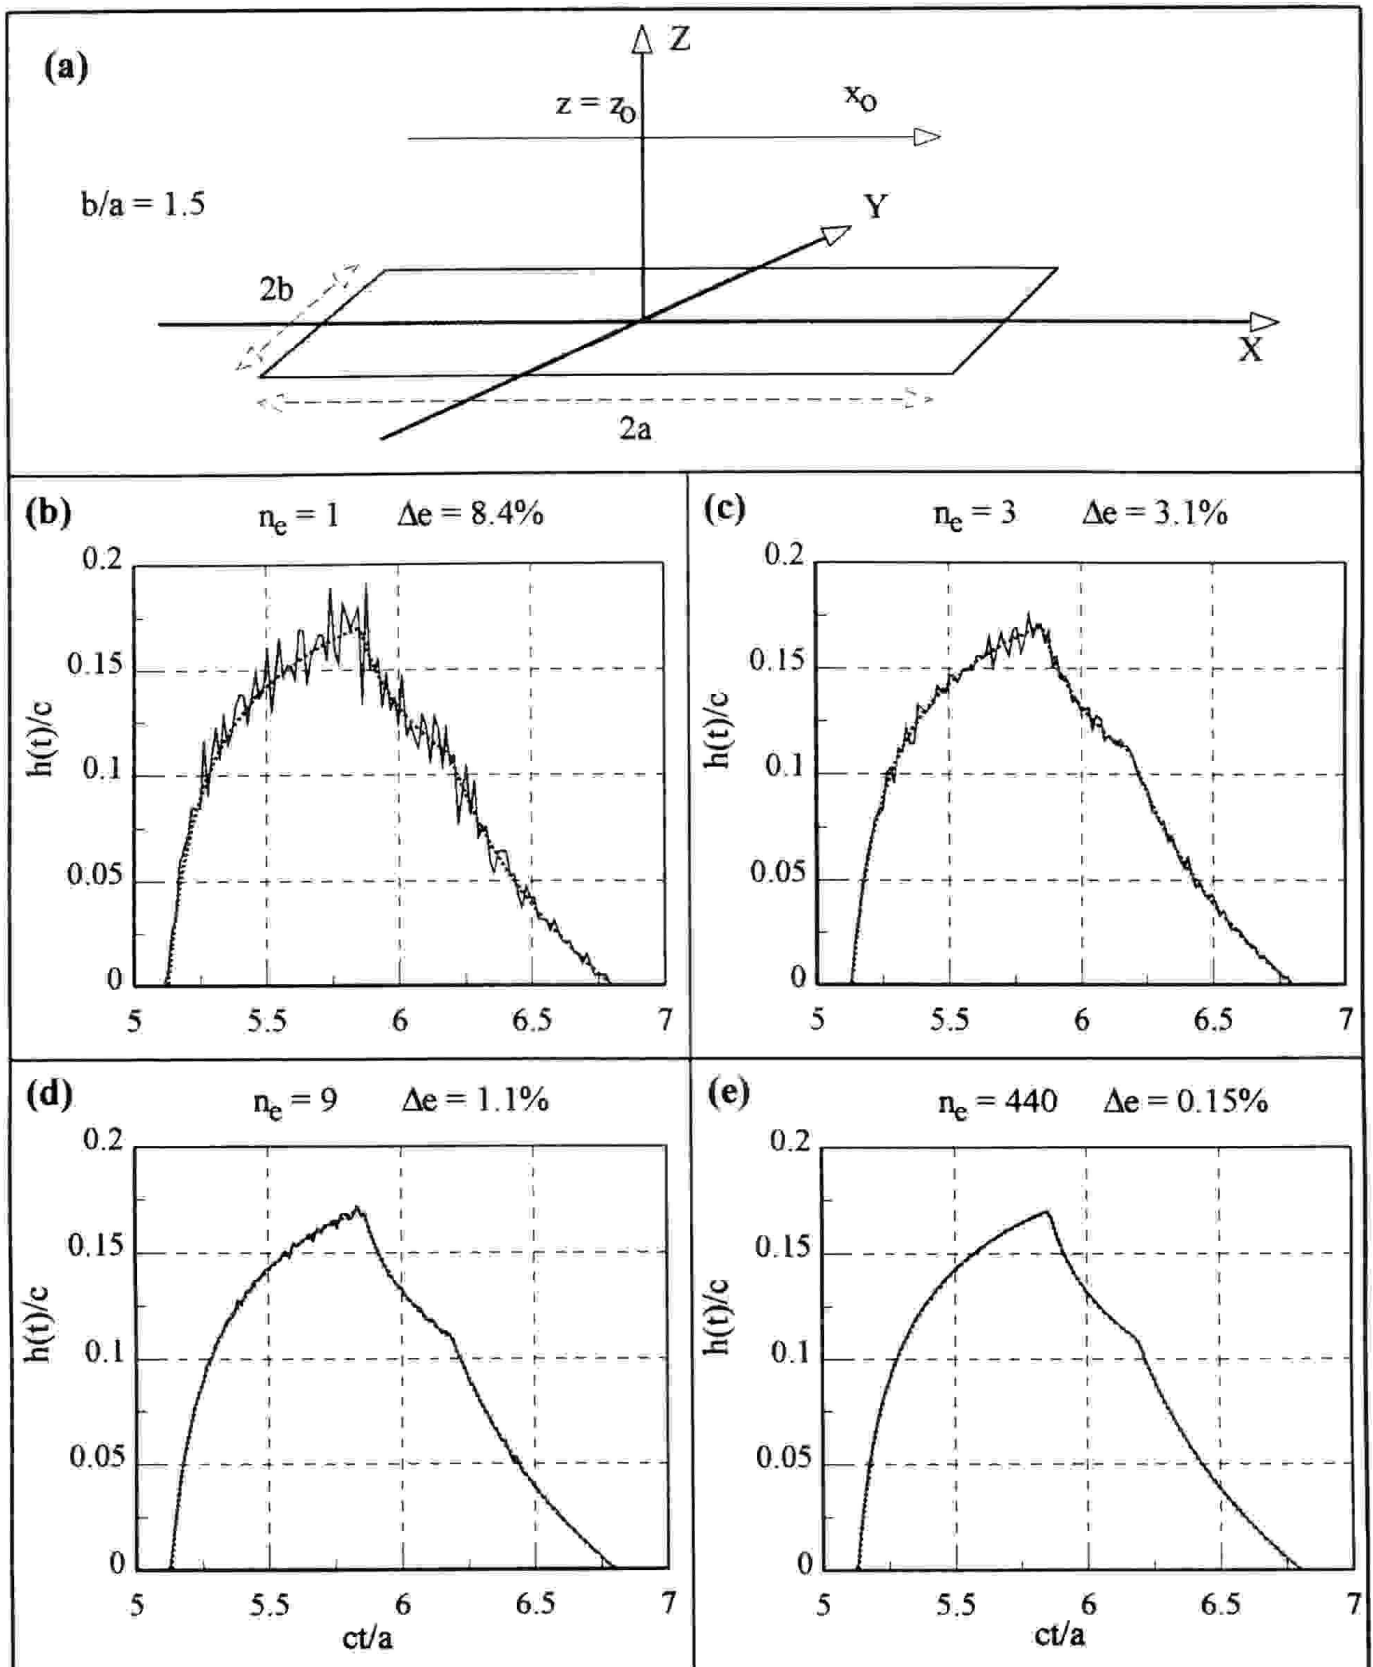 (a)
Z
z = z₀
x₀
b/a = 1.5
Y
2b
X
2a
(b)
nₑ = 1 Δe = 8.4%
0.2
0.15
0.1
0.05
0
h(t)/c
5 5.5 6 6.5 7
(c)
nₑ = 3 Δe = 3.1%
0.2
0.15
0.1
0.05
0
h(t)/c
5 5.5 6 6.5 7
(d)
nₑ = 9 Δe = 1.1%
0.2
0.15
0.1
0.05
0
h(t)/c
5 5.5 6 6.5 7
ct/a
(e)
nₑ = 440 Δe = 0.15%
0.2
0.15
0.1
0.05
0
h(t)/c
5 5.5 6 6.5 7
ct/a